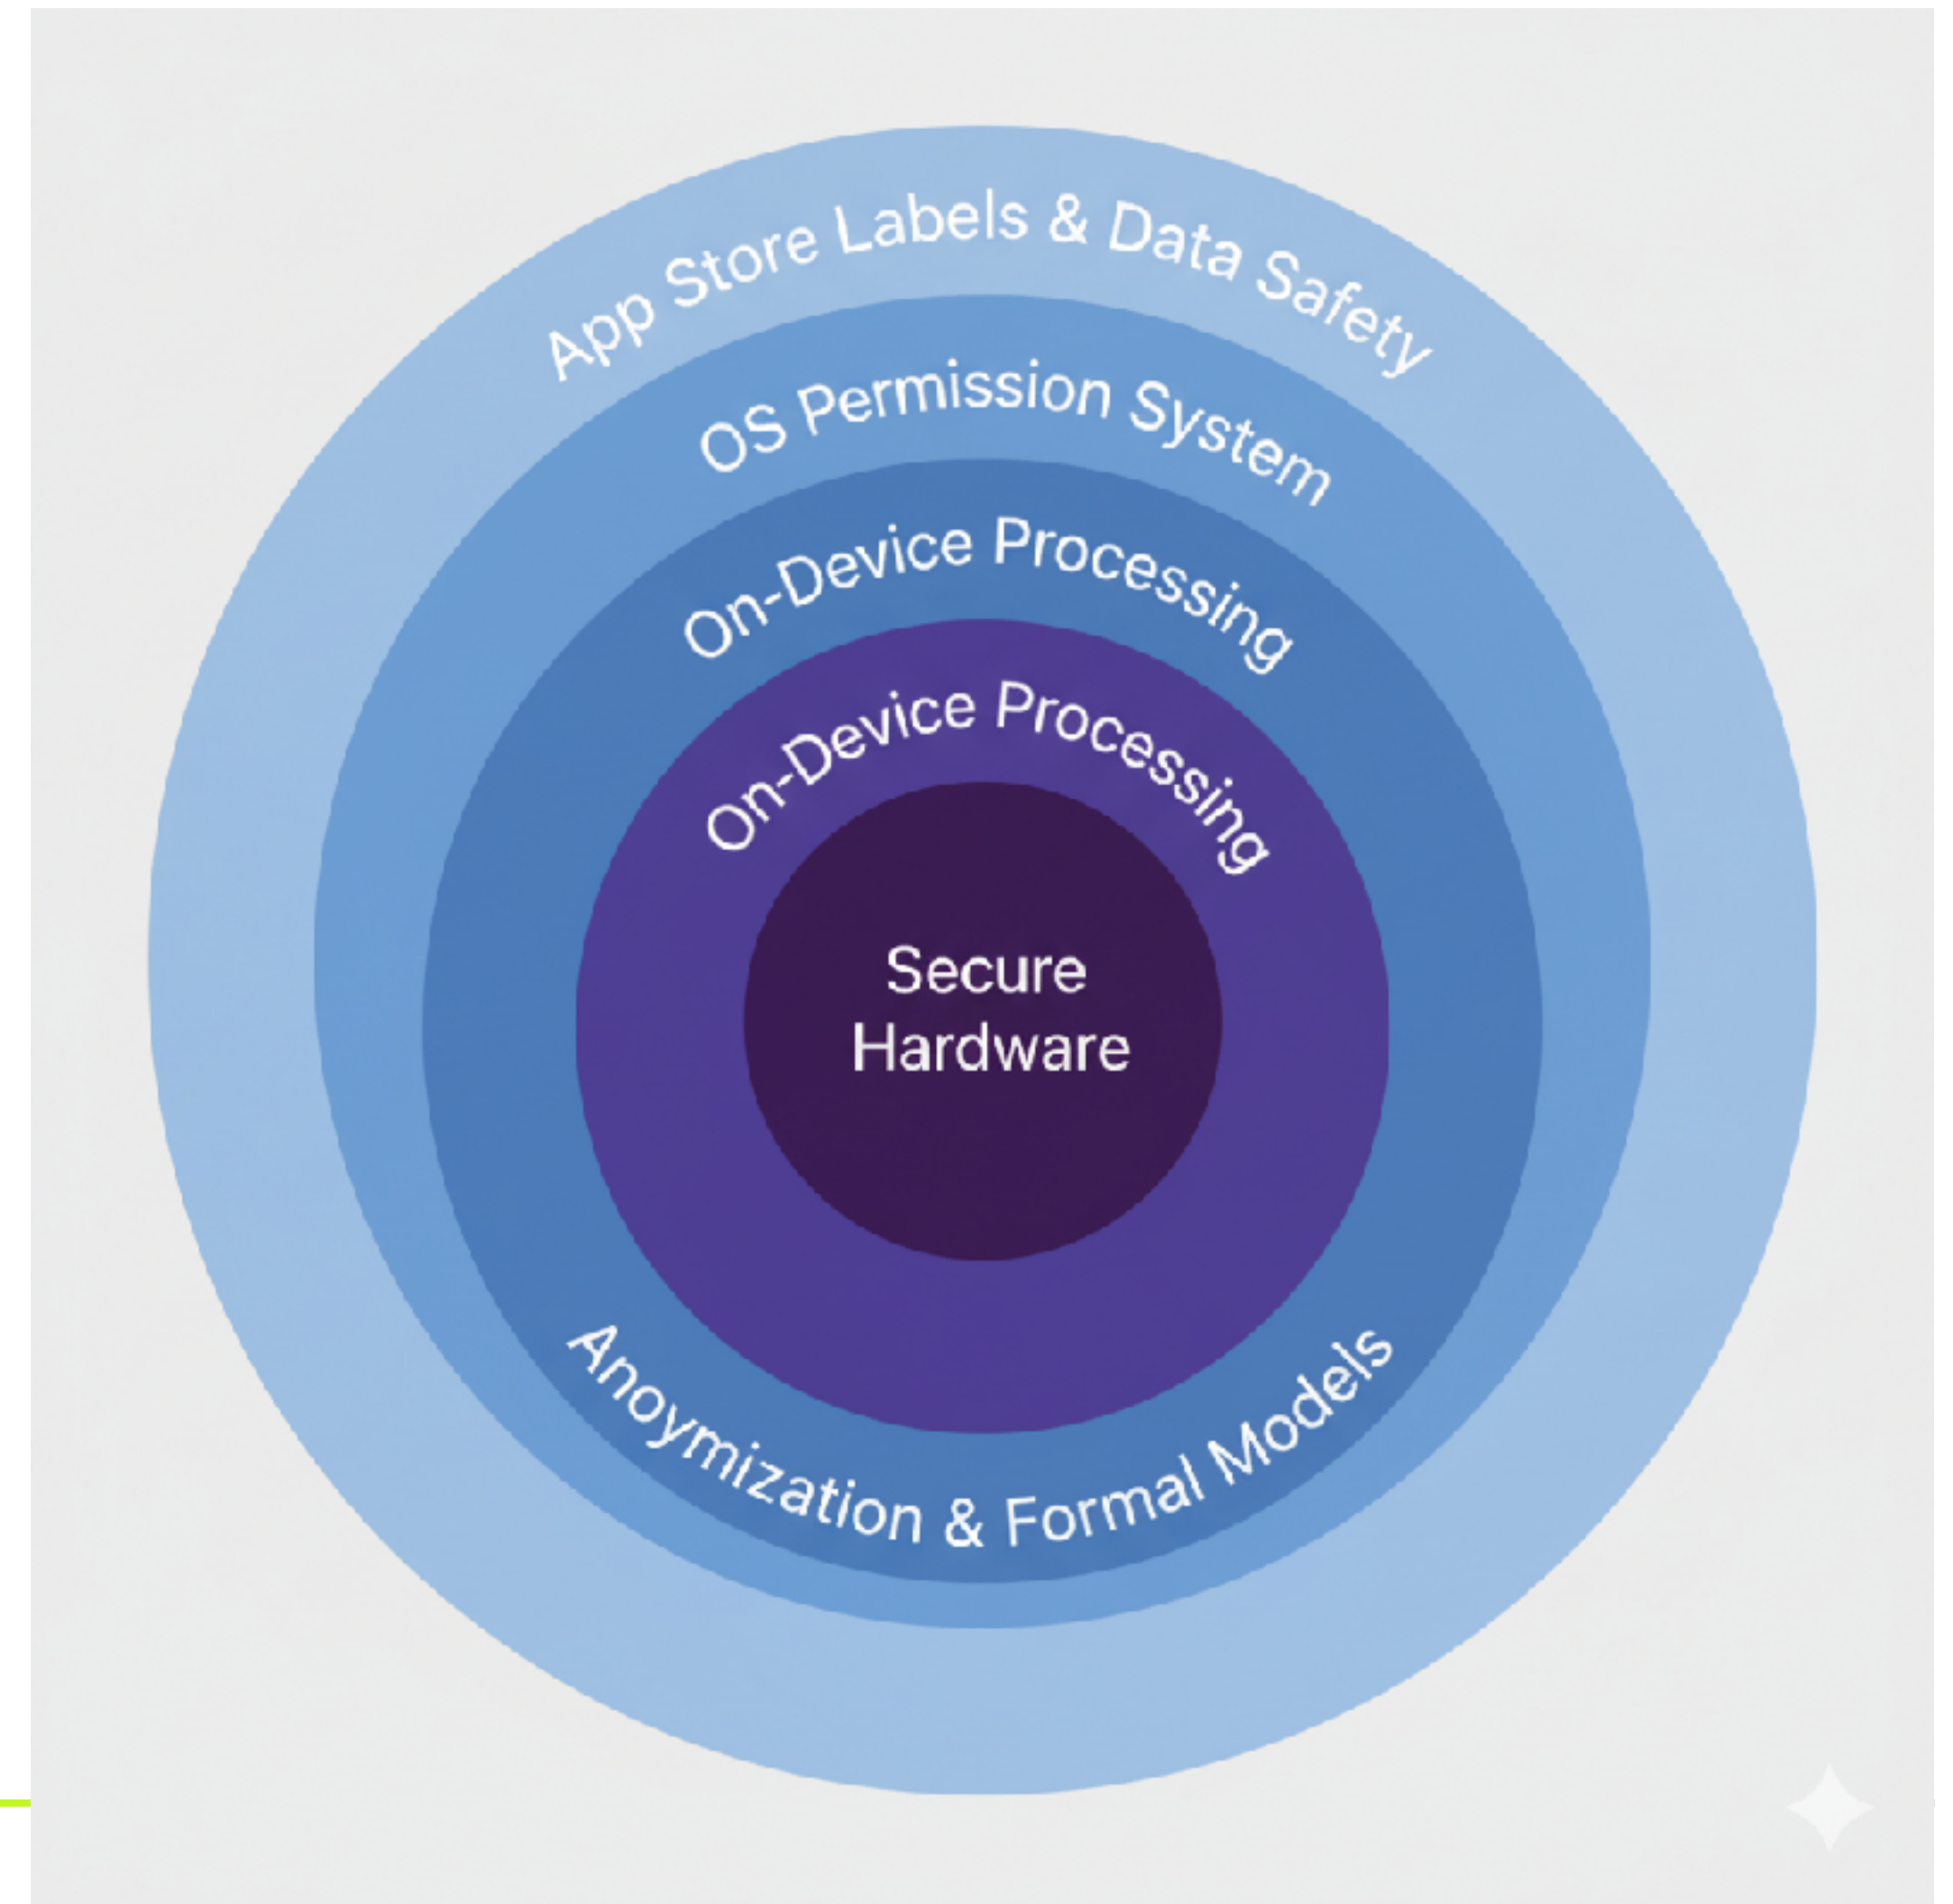 App Store Labels & Data Safety
OS Permission System
On-Device Processing
On-Device Processing
Secure
Hardware
Anoymization & Formal Models